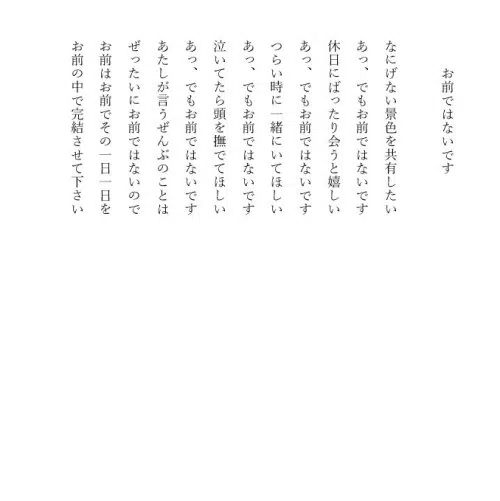 お前ではないです
なにげない景色を共有したい
あっ、でもお前ではないです
休日にばったり会うと嬉しい
あっ、でもお前ではないです
つらい時に一緒にいてほしい
あっ、でもお前ではないです
泣いてたら頭を撫でてほしい
あっ、でもお前ではないです
あたしが言うぜんぶのことは
ぜったいにお前ではないので
お前はお前でその一日一日を
お前の中で完結させて下さい